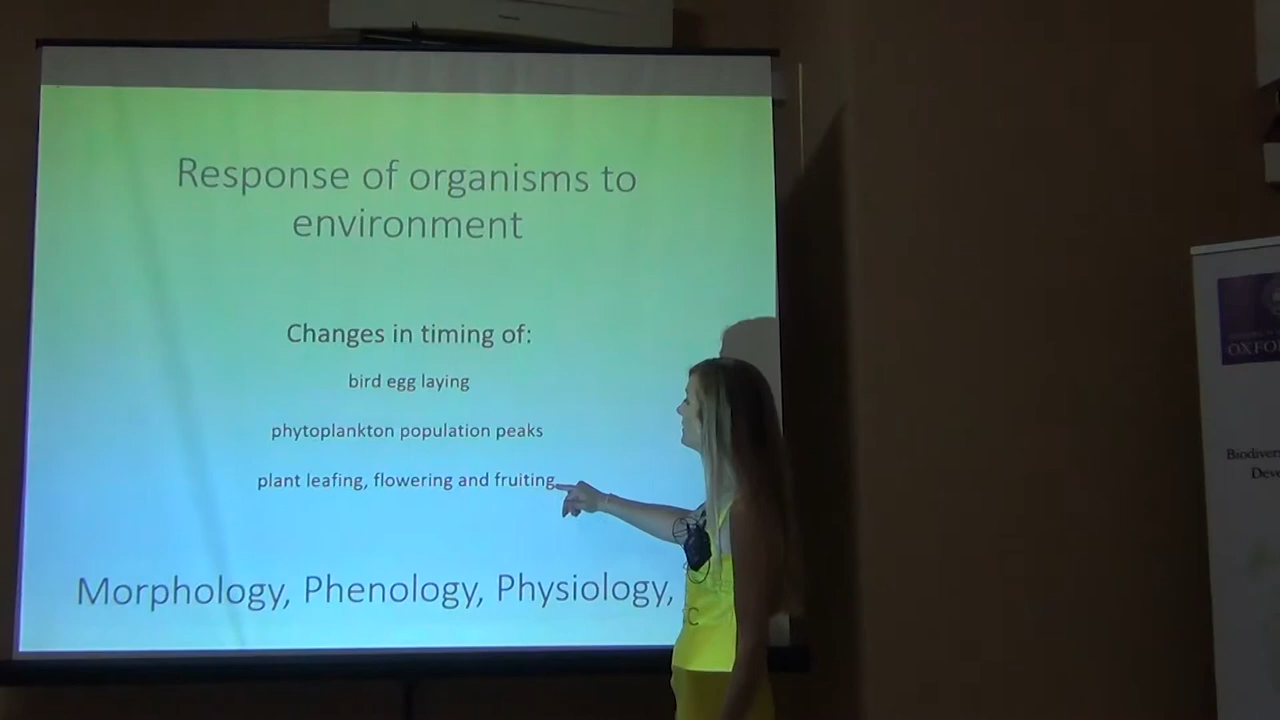 Response of organisms to
environment
Changes in timing of:
bird egg laying
phytoplankton population peaks
plant leafing, flowering and fruiting
Morphology, Phenology, Physiology,